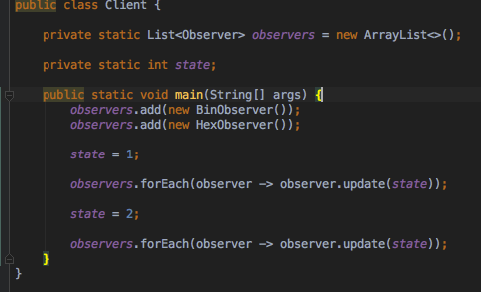 public class Client {
private static List<Observer> observers = new ArrayList<>();
private static int state;
public static void main(String[] args) {
observers.add(new BinObserver());
observers.add(new HexObserver());
state = 1;
observers.forEach(observer -> observer.update(state));
state = 2;
observers.forEach(observer -> observer.update(state));
}
}